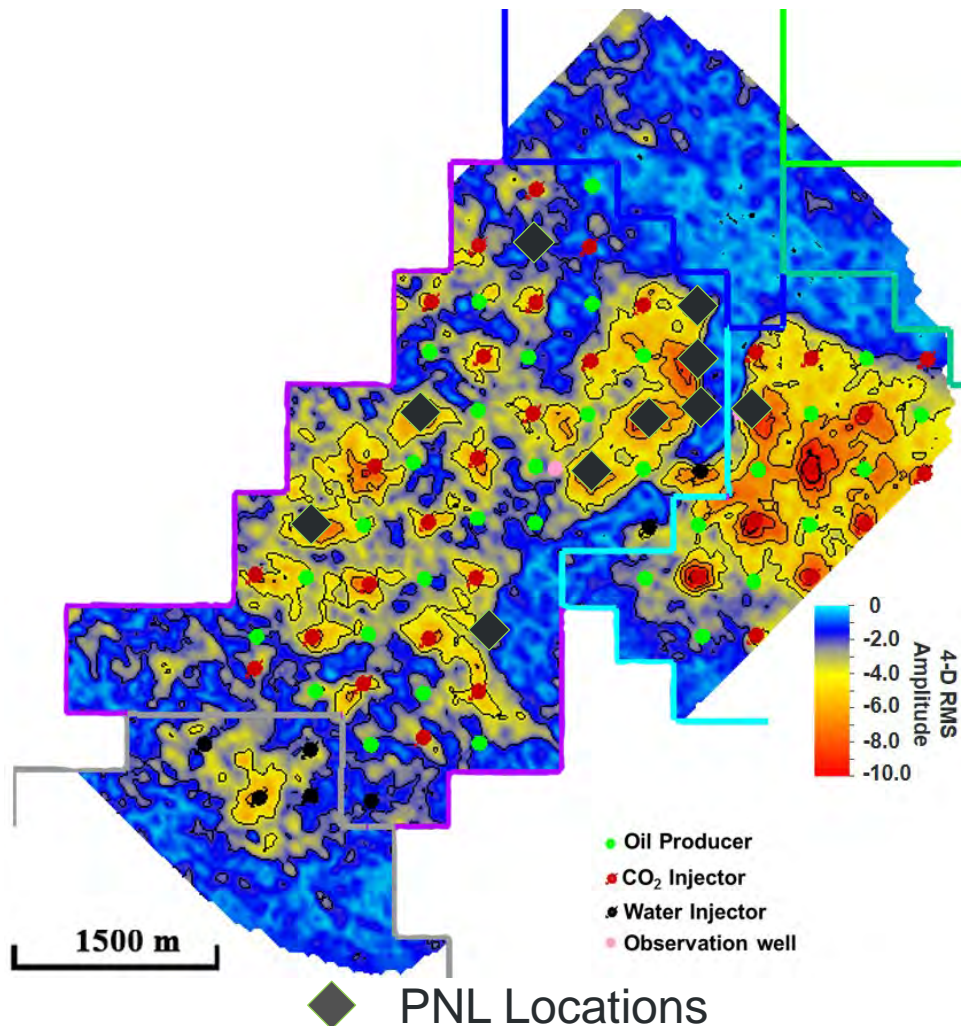 0
-2.0
-4.0
-6.0
-8.0
-10.0
4-D RMS
Amplitude
Oil Producer
CO₂ Injector
Water Injector
Observation well
1500 m
PNL Locations